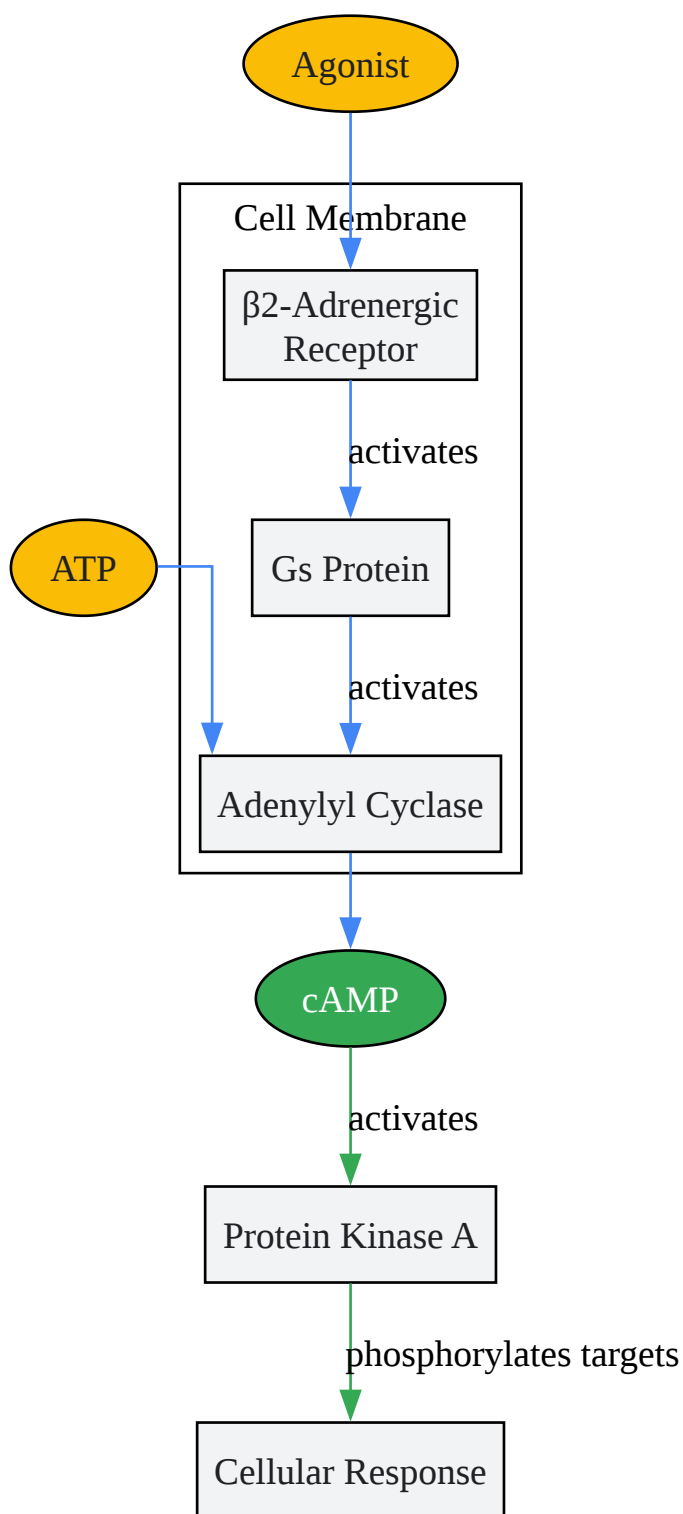 Agonist
Cell Membrane
β2-Adrenergic
Receptor
activates
ATP
Gs Protein
activates
Adenylyl Cyclase
cAMP
activates
Protein Kinase A
phosphorylates targets
Cellular Response